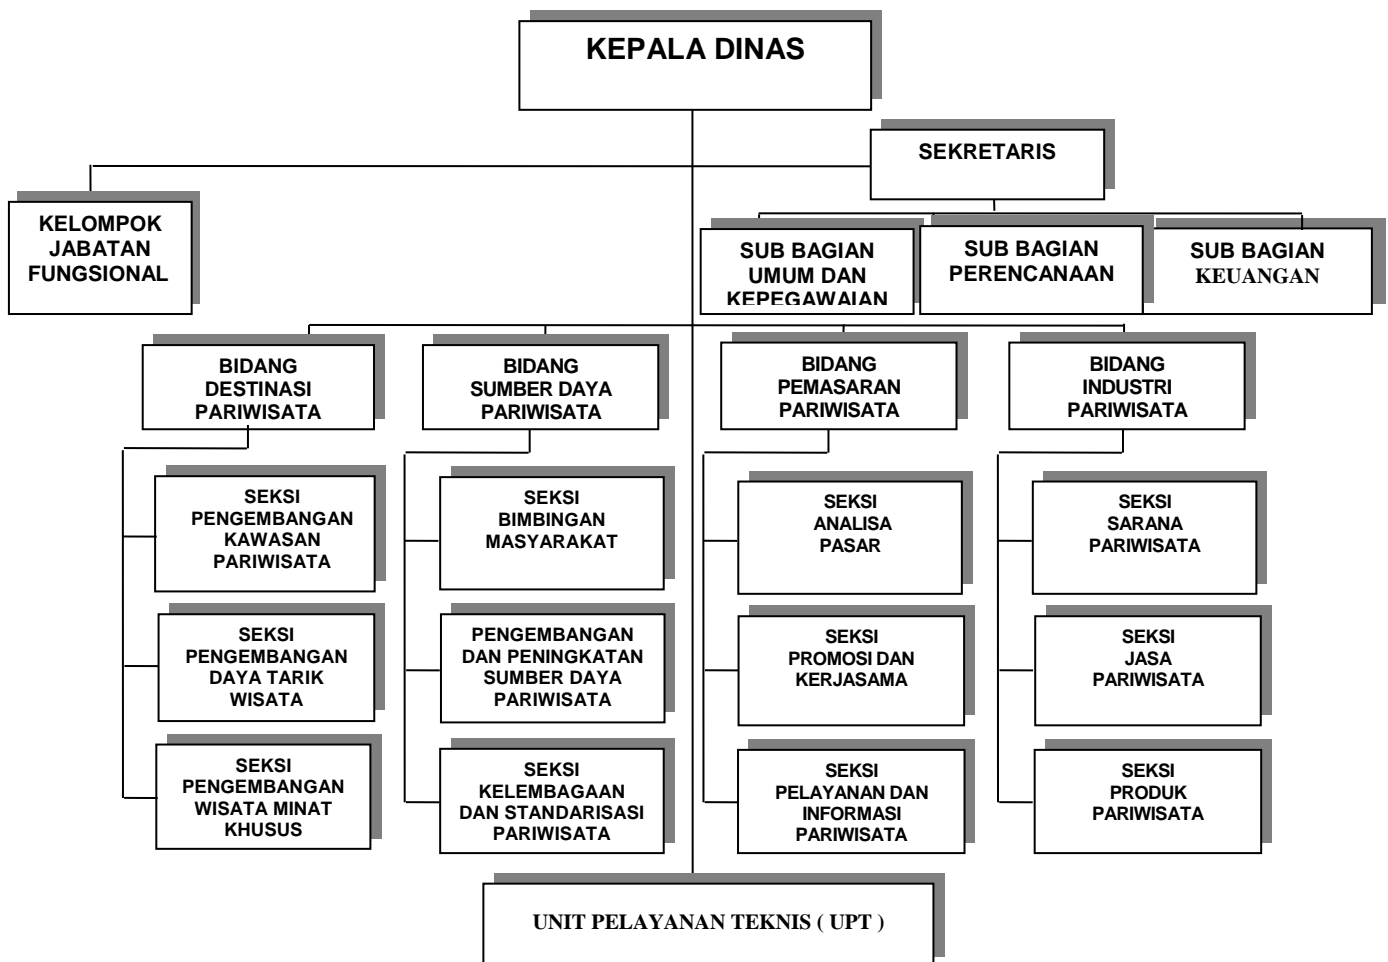 KEPALA DINAS
SEKRETARIS
KELOMPOK
JABATAN
FUNGSIONAL
SUB BAGIAN
UMUM DAN
KEPEGAWAIAN
SUB BAGIAN
PERENCANAAN
SUB BAGIAN
KEUANGAN
BIDANG
DESTINASI
PARIWISATA
BIDANG
SUMBER DAYA
PARIWISATA
BIDANG
PEMASARAN
PARIWISATA
BIDANG
INDUSTRI
PARIWISATA
SEKSI
PENGEMBANGAN
KAWASAN
PARIWISATA
SEKSI
BIMBINGAN
MASYARAKAT
SEKSI
ANALISA
PASAR
SEKSI
SARANA
PARIWISATA
SEKSI
PENGEMBANGAN
DAYA TARIK
WISATA
PENGEMBANGAN
DAN PENINGKATAN
SUMBER DAYA
PARIWISATA
SEKSI
PROMOSI DAN
KERJASAMA
SEKSI
JASA
PARIWISATA
SEKSI
PENGEMBANGAN
WISATA MINAT
KHUSUS
SEKSI
KELEMBAGAAN
DAN STANDARISASI
PARIWISATA
SEKSI
PELAYANAN DAN
INFORMASI
PARIWISATA
SEKSI
PRODUK
PARIWISATA
UNIT PELAYANAN TEKNIS ( UPT )